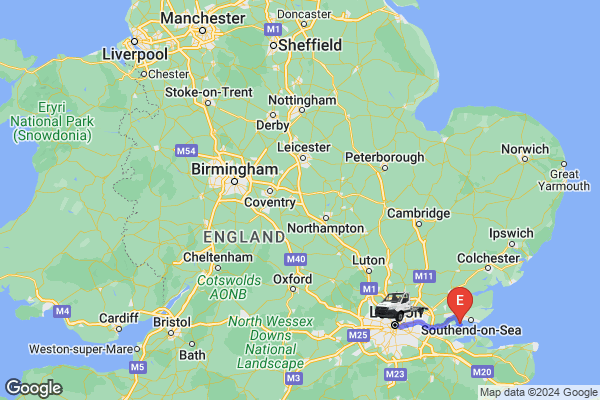 Doncaster
Manchester
M1
Liverpool
Sheffield
Chester
Stoke-on-Trent
Eryri
National Park
(Snowdonia)
Nottingham
Derby
Leicester
M54
Peterborough
Norwich
Birmingham
Great
Yarmouth
Coventry
Cambridge
Northampton
ENGLAND
Ipswich
M40
Cheltenham
Luton
M11
Colchester
Cotswolds
AONB
Oxford
M1
E
M4
Cardiff
Bristol
North Wessex
Downs
National
Landscape
M25
Southend-on-Sea
Weston-super-Mare
Bath
M5
M3
M23
M20
Google
Map data ©2024 Google